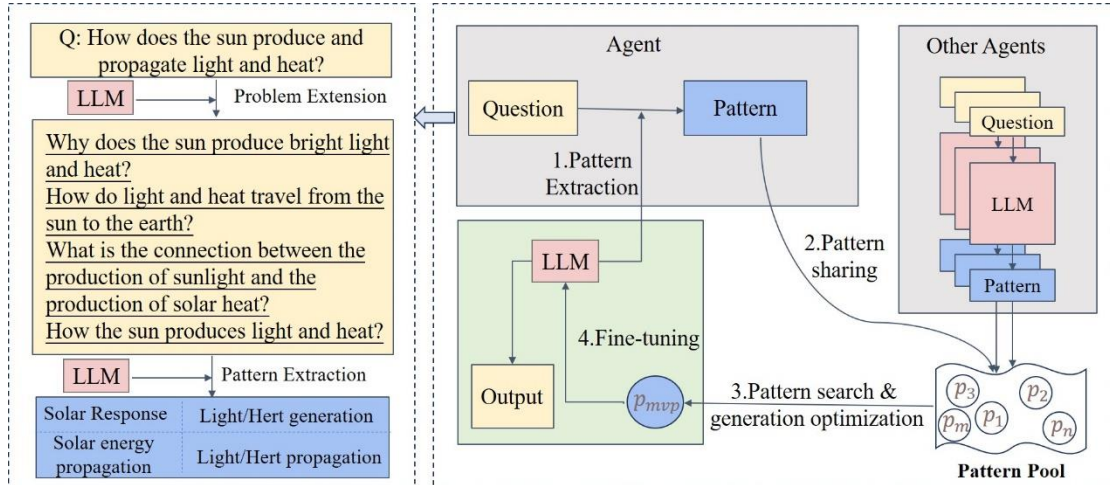 Q: How does the sun produce and
propagate light and heat?
LLM
Problem Extension
Why does the sun produce bright light
and heat?
How do light and heat travel from the
sun to the earth?
What is the connection between the
production of sunlight and the
production of solar heat?
How the sun produces light and heat?
LLM
Pattern Extraction
Solar Response
Light/Hert generation
Solar energy
propagation
Light/Hert propagation
Agent
Question
Pattern
1.Pattern
Extraction
LLM
4.Fine-tuning
Output
p_mvp
2.Pattern
sharing
3.Pattern search &
generation optimization
Other Agents
Question
LLM
Pattern
p_3
p_2
p_m
p_1
p_n
Pattern Pool